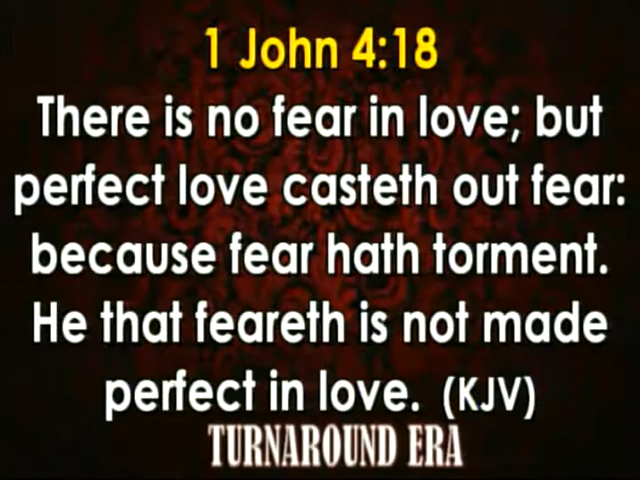 1 John 4:18
There is no fear in love; but
perfect love casteth out fear:
because fear hath torment.
He that feareth is not made
perfect in love. (KJV)
TURNAROUND ERA